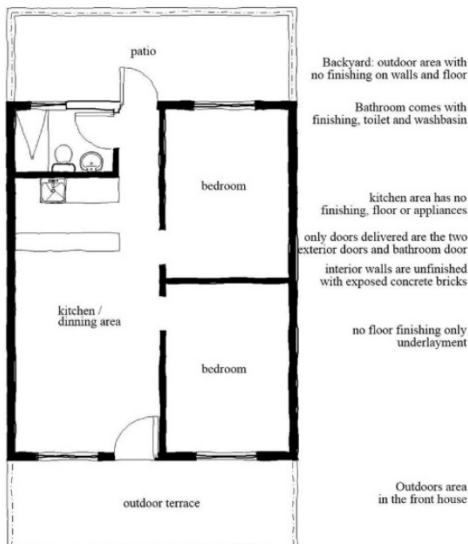 patio
Backyard: outdoor area with
no finishing on walls and floor
Bathroom comes with
finishing, toilet and washbasin
bedroom
kitchen area has no
finishing, floor or appliances
only doors delivered are the two
exterior doors and bathroom door
interior walls are unfinished
with exposed concrete bricks
kitchen /
dinning area
no floor finishing only
underlayment
bedroom
outdoor terrace
Outdoors area
in the front house